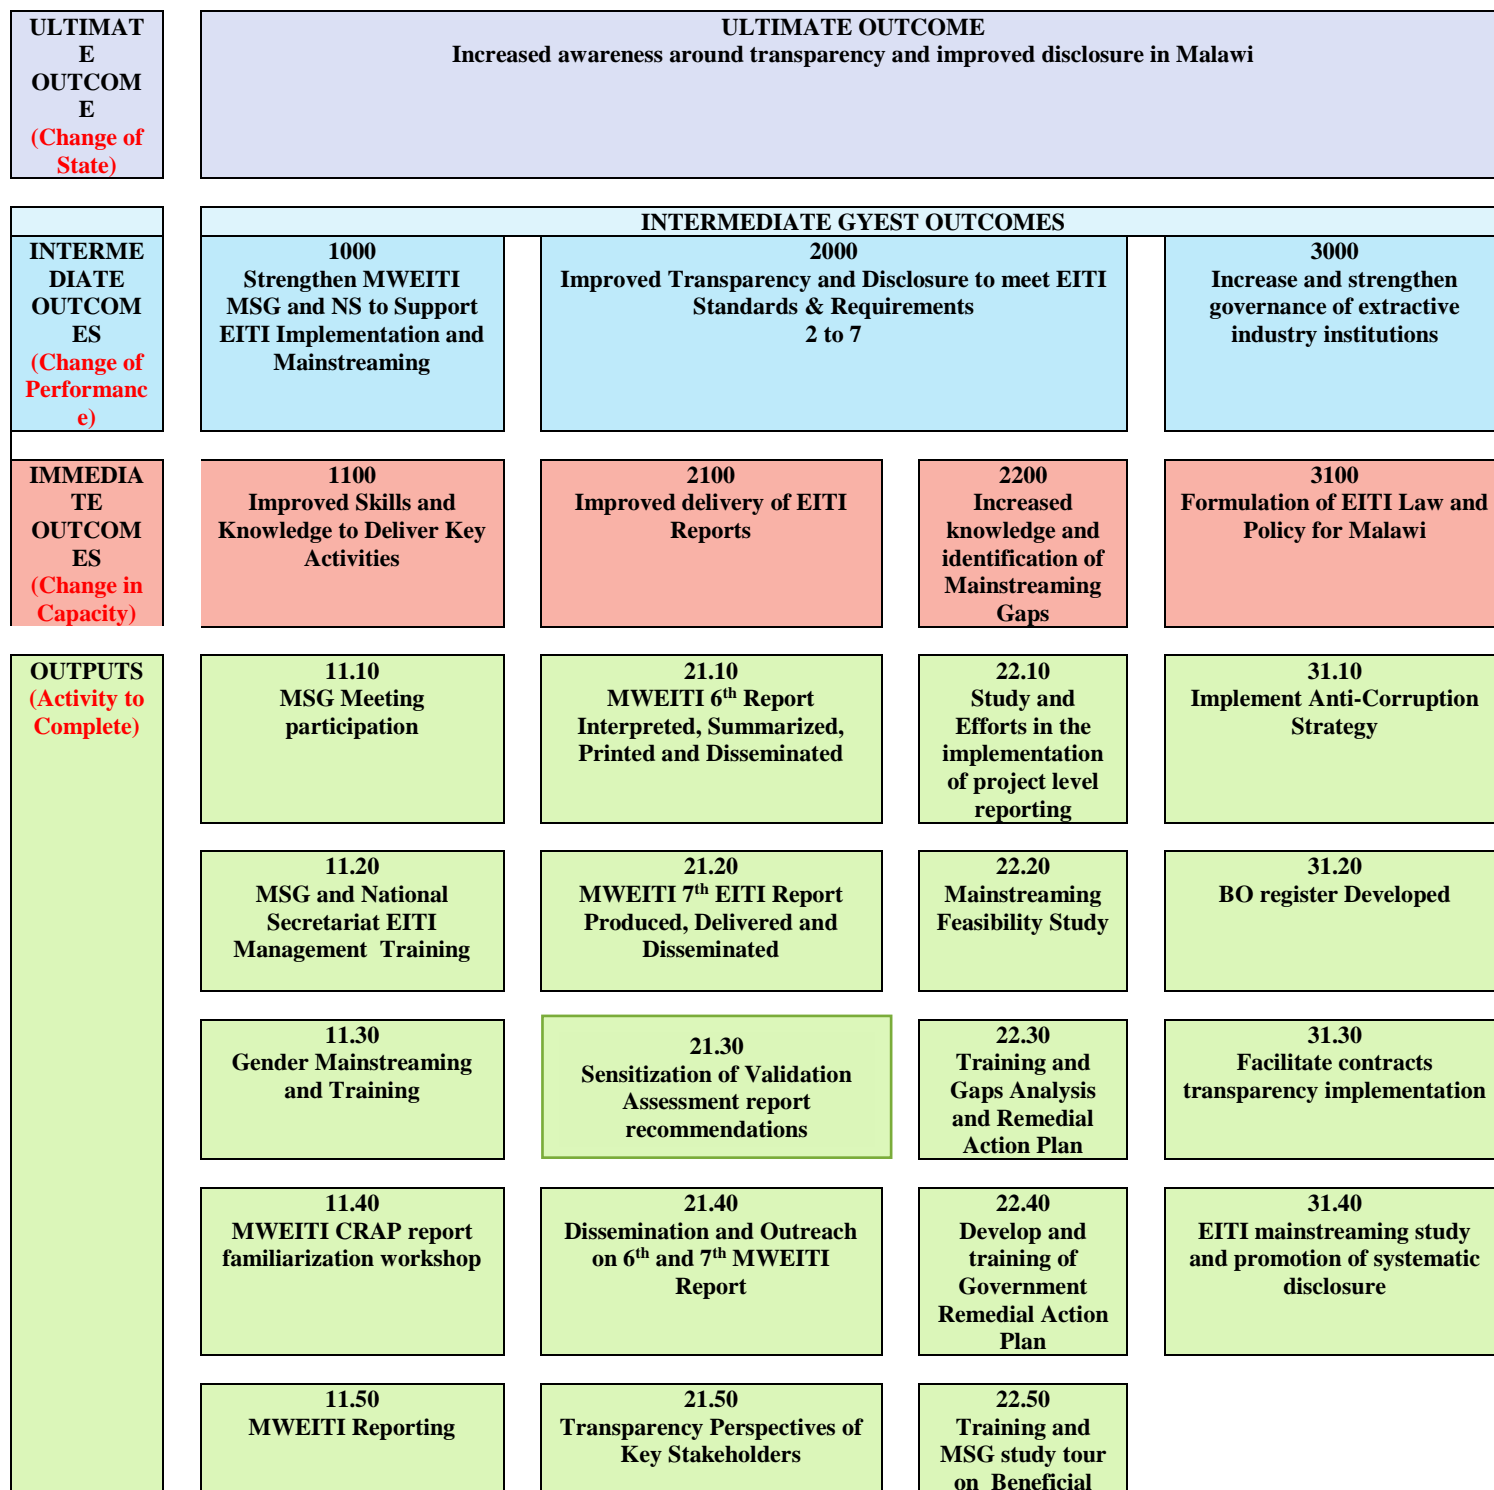 ULTIMAT
E
OUTCOM
E
(Change of
State)
ULTIMATE OUTCOME
Increased awareness around transparency and improved disclosure in Malawi
INTERMEDIATE GYEST OUTCOMES
INTERME
DIATE
OUTCOM
ES
(Change of
Performanc
e)
1000
Strengthen MWEITI
MSG and NS to Support
EITI Implementation and
Mainstreaming
2000
Improved Transparency and Disclosure to meet EITI
Standards & Requirements
2 to 7
3000
Increase and strengthen
governance of extractive
industry institutions
IMMEDIA
TE
OUTCOM
ES
(Change in
Capacity)
1100
Improved Skills and
Knowledge to Deliver Key
Activities
2100
Improved delivery of EITI
Reports
2200
Increased
knowledge and
identification of
Mainstreaming
Gaps
3100
Formulation of EITI Law and
Policy for Malawi
OUTPUTS
(Activity to
Complete)
11.10
MSG Meeting
participation
21.10
MWEITI 6th Report
Interpreted, Summarized,
Printed and Disseminated
22.10
Study and
Efforts in the
implementation
of project level
reporting
31.10
Implement Anti-Corruption
Strategy
11.20
MSG and National
Secretariat EITI
Management Training
21.20
MWEITI 7th EITI Report
Produced, Delivered and
Disseminated
22.20
Mainstreaming
Feasibility Study
31.20
BO register Developed
11.30
Gender Mainstreaming
and Training
21.30
Sensitization of Validation
Assessment report
recommendations
22.30
Training and
Gaps Analysis
and Remedial
Action Plan
31.30
Facilitate contracts
transparency implementation
11.40
MWEITI CRAP report
familiarization workshop
21.40
Dissemination and Outreach
on 6th and 7th MWEITI
Report
22.40
Develop and
training of
Government
Remedial Action
Plan
31.40
EITI mainstreaming study
and promotion of systematic
disclosure
11.50
MWEITI Reporting
21.50
Transparency Perspectives of
Key Stakeholders
22.50
Training and
MSG study tour
on Beneficial